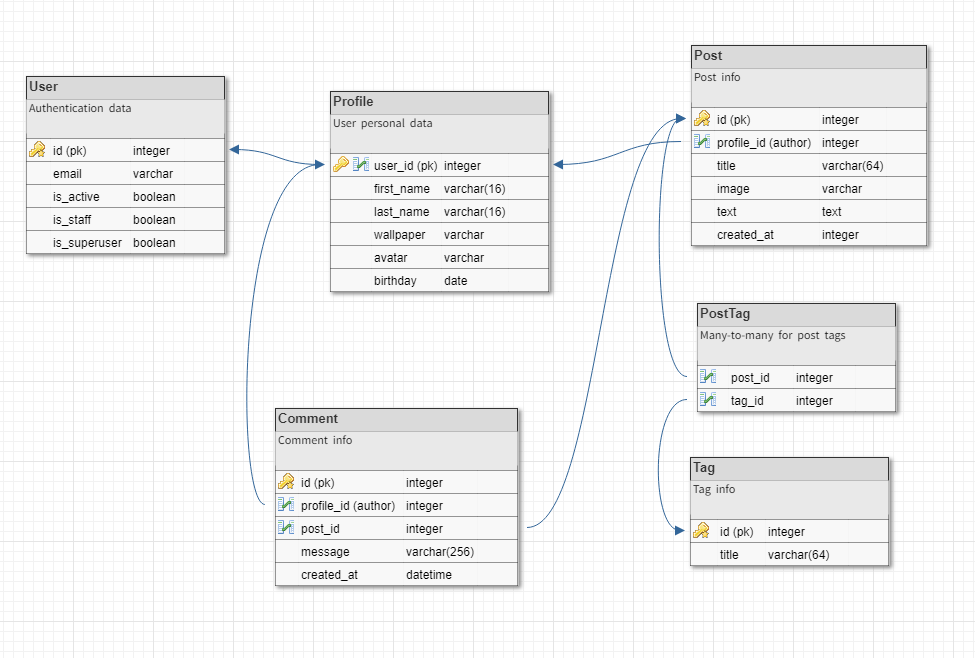 User
Authentication data
id (pk) integer
email varchar
is_active boolean
is_staff boolean
is_superuser boolean
Profile
User personal data
user_id (pk) integer
first_name varchar(16)
last_name varchar(16)
wallpaper varchar
avatar varchar
birthday date
Post
Post info
id (pk) integer
profile_id (author) integer
title varchar(64)
image varchar
text text
created_at integer
PostTag
Many-to-many for post tags
post_id integer
tag_id integer
Comment
Comment info
id (pk) integer
profile_id (author) integer
post_id integer
message varchar(256)
created_at datetime
Tag
Tag info
id (pk) integer
title varchar(64)